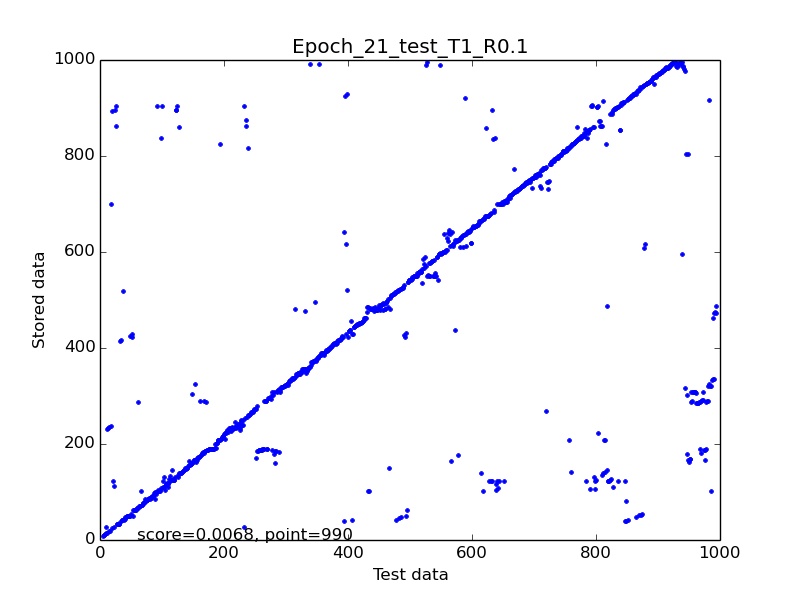 Epoch_21_test_T1_R0.1
1000
800
600
400
200
0
Stored data
score=0.0068, point=990
0 200 400 600 800 1000
Test data